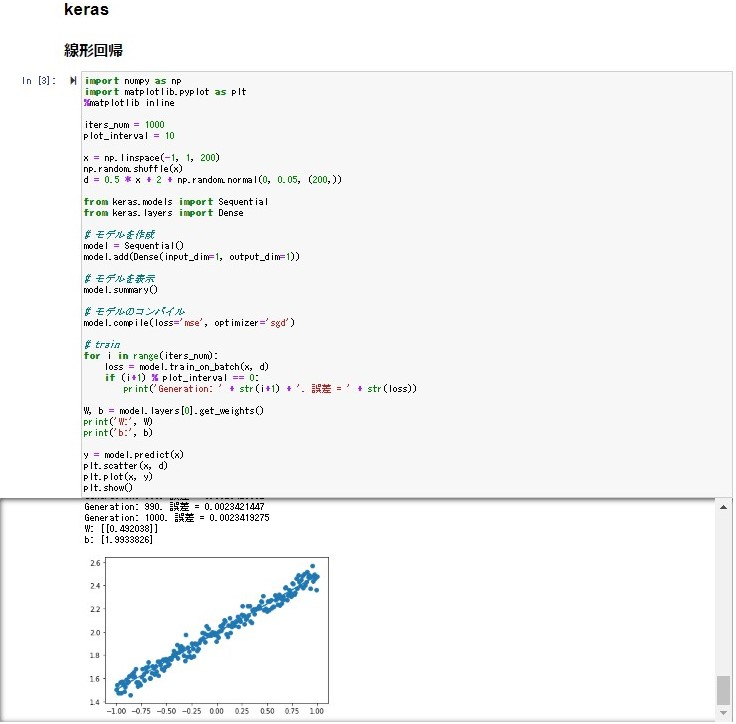 keras
線形回帰
In [3]:
import numpy as np
import matplotlib.pyplot as plt
%matplotlib inline
iters_num = 1000
plot_interval = 10
x = np.linspace(-1, 1, 200)
np.random.shuffle(x)
d = 0.5 * x + 2 + np.random.normal(0, 0.05, (200,))
from keras.models import Sequential
from keras.layers import Dense
# モデルを作成
model = Sequential()
model.add(Dense(input_dim=1, output_dim=1))
# モデルを表示
model.summary()
# モデルのコンパイル
model.compile(loss='mse', optimizer='sgd')
# train
for i in range(iters_num):
loss = model.train_on_batch(x, d)
if (i+1) % plot_interval == 0:
print('Generation: ' + str(i+1) + '. 誤差 = ' + str(loss))
W, b = model.layers[0].get_weights()
print('W:', W)
print('b:', b)
y = model.predict(x)
plt.scatter(x, d)
plt.plot(x, y)
plt.show()
Generation: 990. 誤差 = 0.0023421447
Generation: 1000. 誤差 = 0.0023419275
W: [[0.492038]]
b: [1.9933826]
2.6
2.4
2.2
2.0
1.8
1.6
1.4
-1.00 -0.75 -0.50 -0.25 0.00 0.25 0.50 0.75 1.00